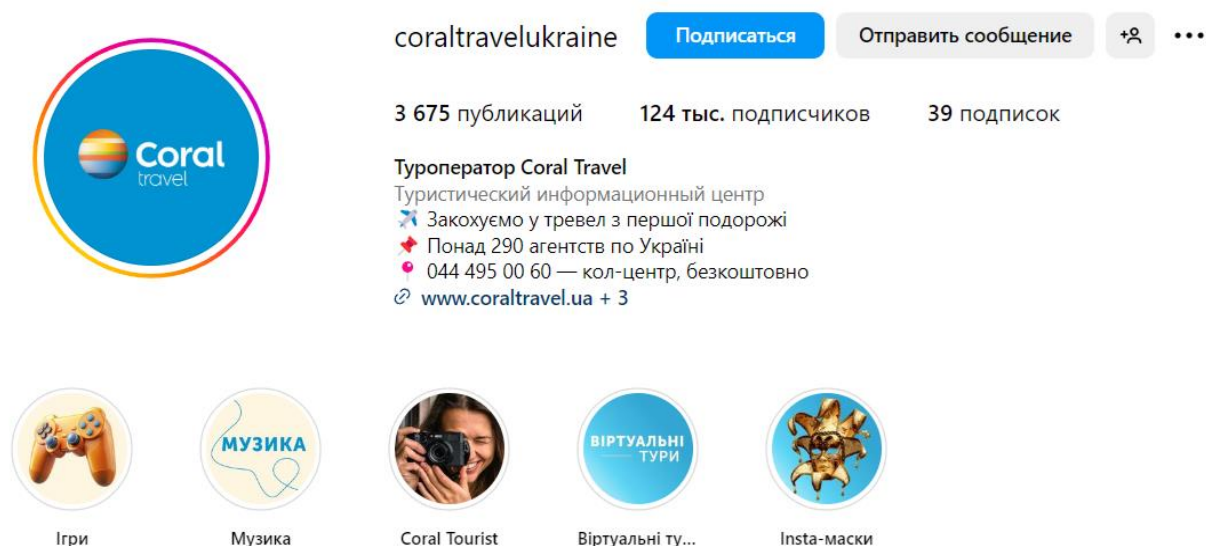 coraltravelukraine Подписаться Отправить сообщение
3 675 публикаций 124 тыс. подписчиков 39 подписок
Coral
travel
Туроператор Coral Travel
Туристический информационный центр
Закохуємо у тревел з першої подорожі
Понад 290 агентств по Україні
044 495 00 60 — кол-центр, безкоштовно
www.coraltravel.ua + 3
МУЗИКА
ВІРТУАЛЬНІ
ТУРИ
Ігри Музика Coral Tourist Віртуальні ту... Insta-маски